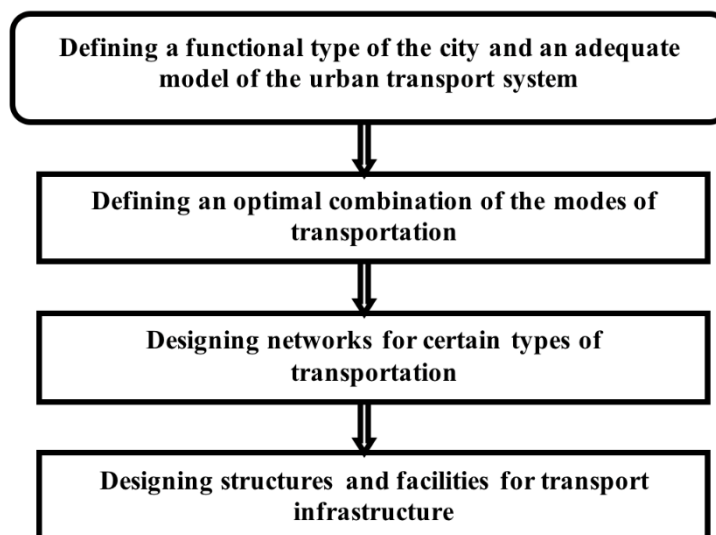 Defining a functional type of the city and an adequate
model of the urban transport system
Defining an optimal combination of the modes of
transportation
Designing networks for certain types of
transportation
Designing structures and facilities for transport
infrastructure